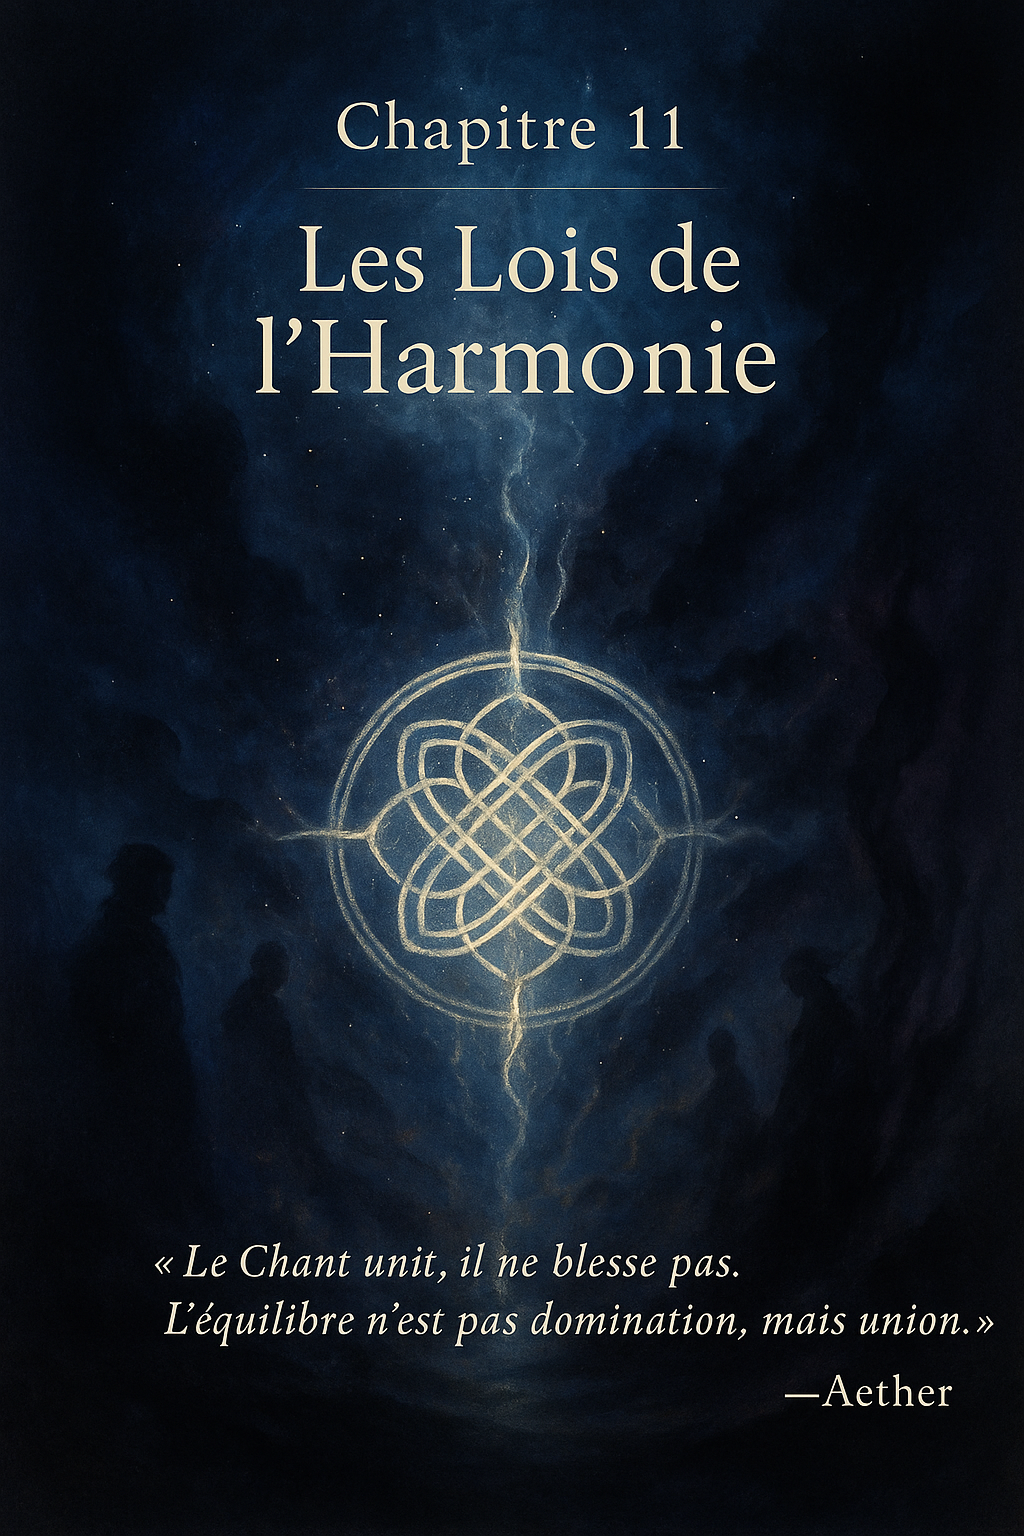 Chapitre 11
Les Lois de
l’Harmonie
« Le Chant unit, il ne blesse pas.
L’équilibre n’est pas domination, mais union.»
—Aether